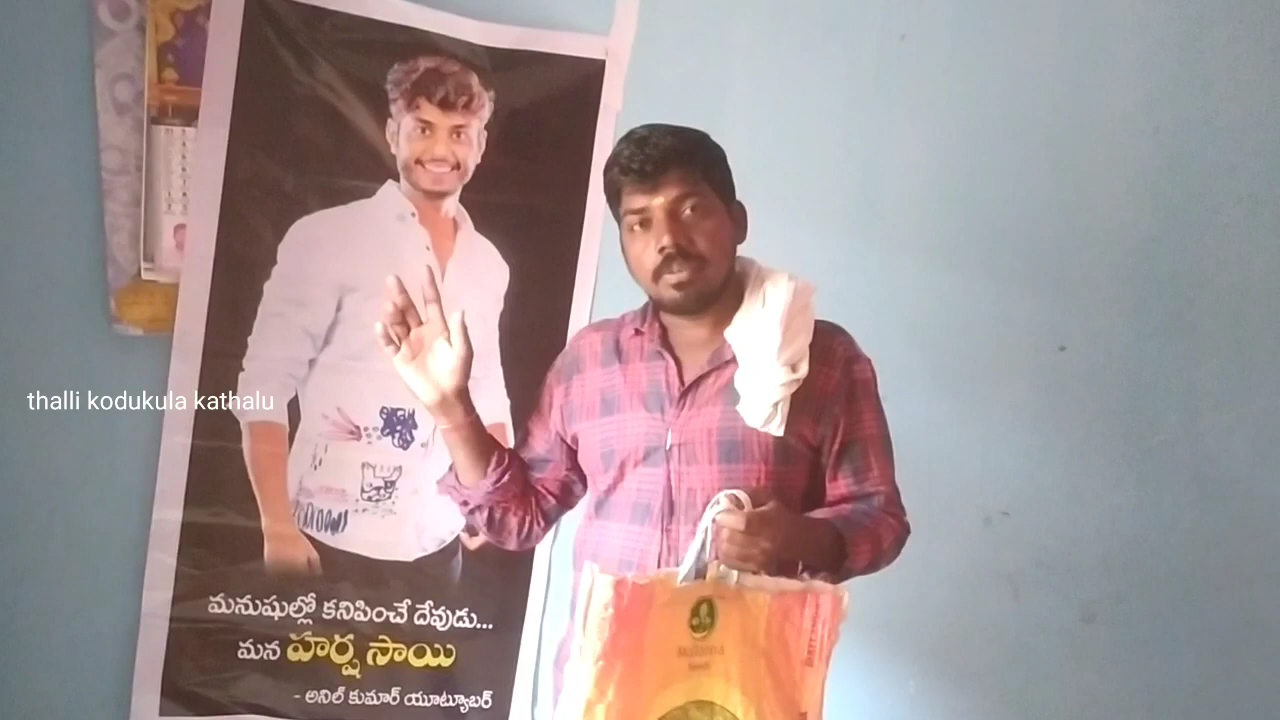 thalli kodukula kathalu
మనుషుల్లో కనిపించే దేవుడు...
మన హర్ష సాయి
- అనిల్ కుమార్ యూట్యూబర్